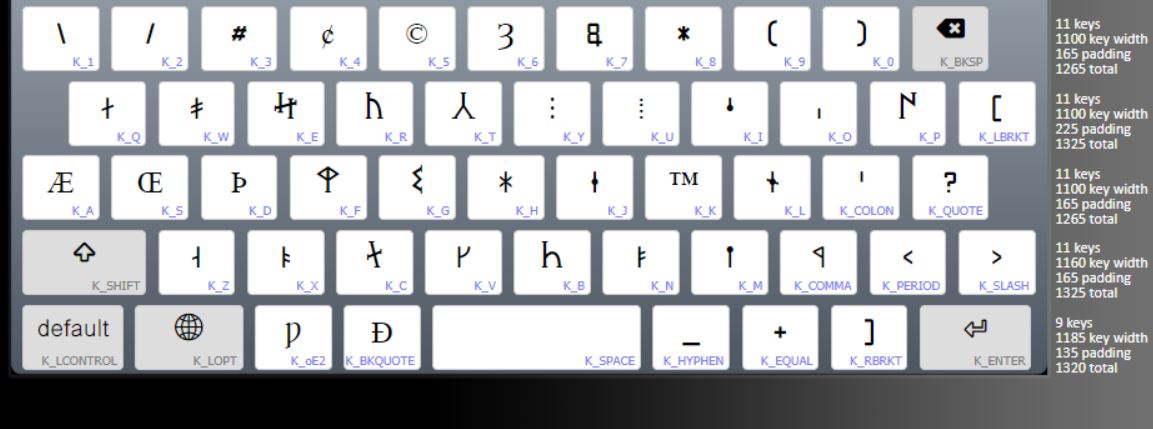 \ / # ¢ © Ȝ * ( )
K_1 K_2 K_3 K_4 K_5 K_6 K_7 K_8 K_9 K_0 K_BKSP
11 keys
1100 key width
165 padding
1265 total
ħ ⅄ ⋮ ⁞ [
K_Q K_W K_E K_R K_T K_Y K_U K_I K_O K_P K_LBRKT
11 keys
1100 key width
225 padding
1325 total
Æ Œ Þ ᛯ ᚼ ᛂ TM ᚿ ˈ ?
K_A K_S K_D K_F K_G K_H K_J K_K K_L K_COLON K_QUOTE
11 keys
1100 key width
165 padding
1265 total
ᚳ < >
K_SHIFT K_Z K_X K_C K_V K_B K_N K_M K_COMMA K_PERIOD K_SLASH
11 keys
1160 key width
165 padding
1325 total
default Ð _ + ]
K_LCONTROL K_LOPT K_oE2 K_BKQUOTE K_SPACE K_HYPHEN K_EQUAL K_RBRKT K_ENTER
9 keys
1185 key width
135 padding
1320 total